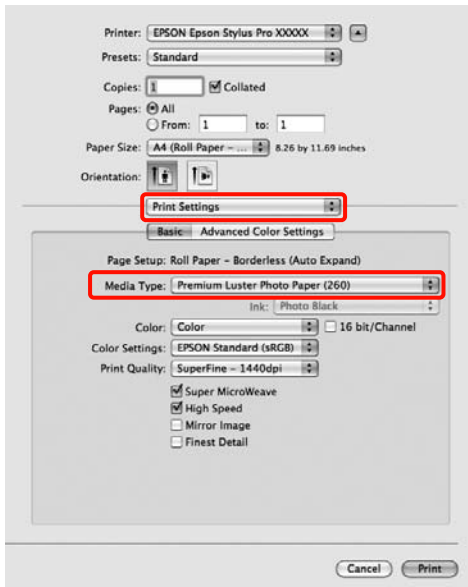 Printer: EPSON Epson Stylus Pro XXXXX
Presets: Standard
Copies: 1 Collated
Pages: All
From: 1 to: 1
Paper Size: A4 (Roll Paper – ... 8.26 by 11.69 inches
Orientation:
Print Settings
Basic Advanced Color Settings
Page Setup: Roll Paper – Borderless (Auto Expand)
Media Type: Premium Luster Photo Paper (260)
Ink: Photo Black
Color: Color 16 bit/Channel
Color Settings: EPSON Standard (sRGB)
Print Quality: SuperFine – 1440dpi
Super MicroWeave
High Speed
Mirror Image
Finest Detail
Cancel Print